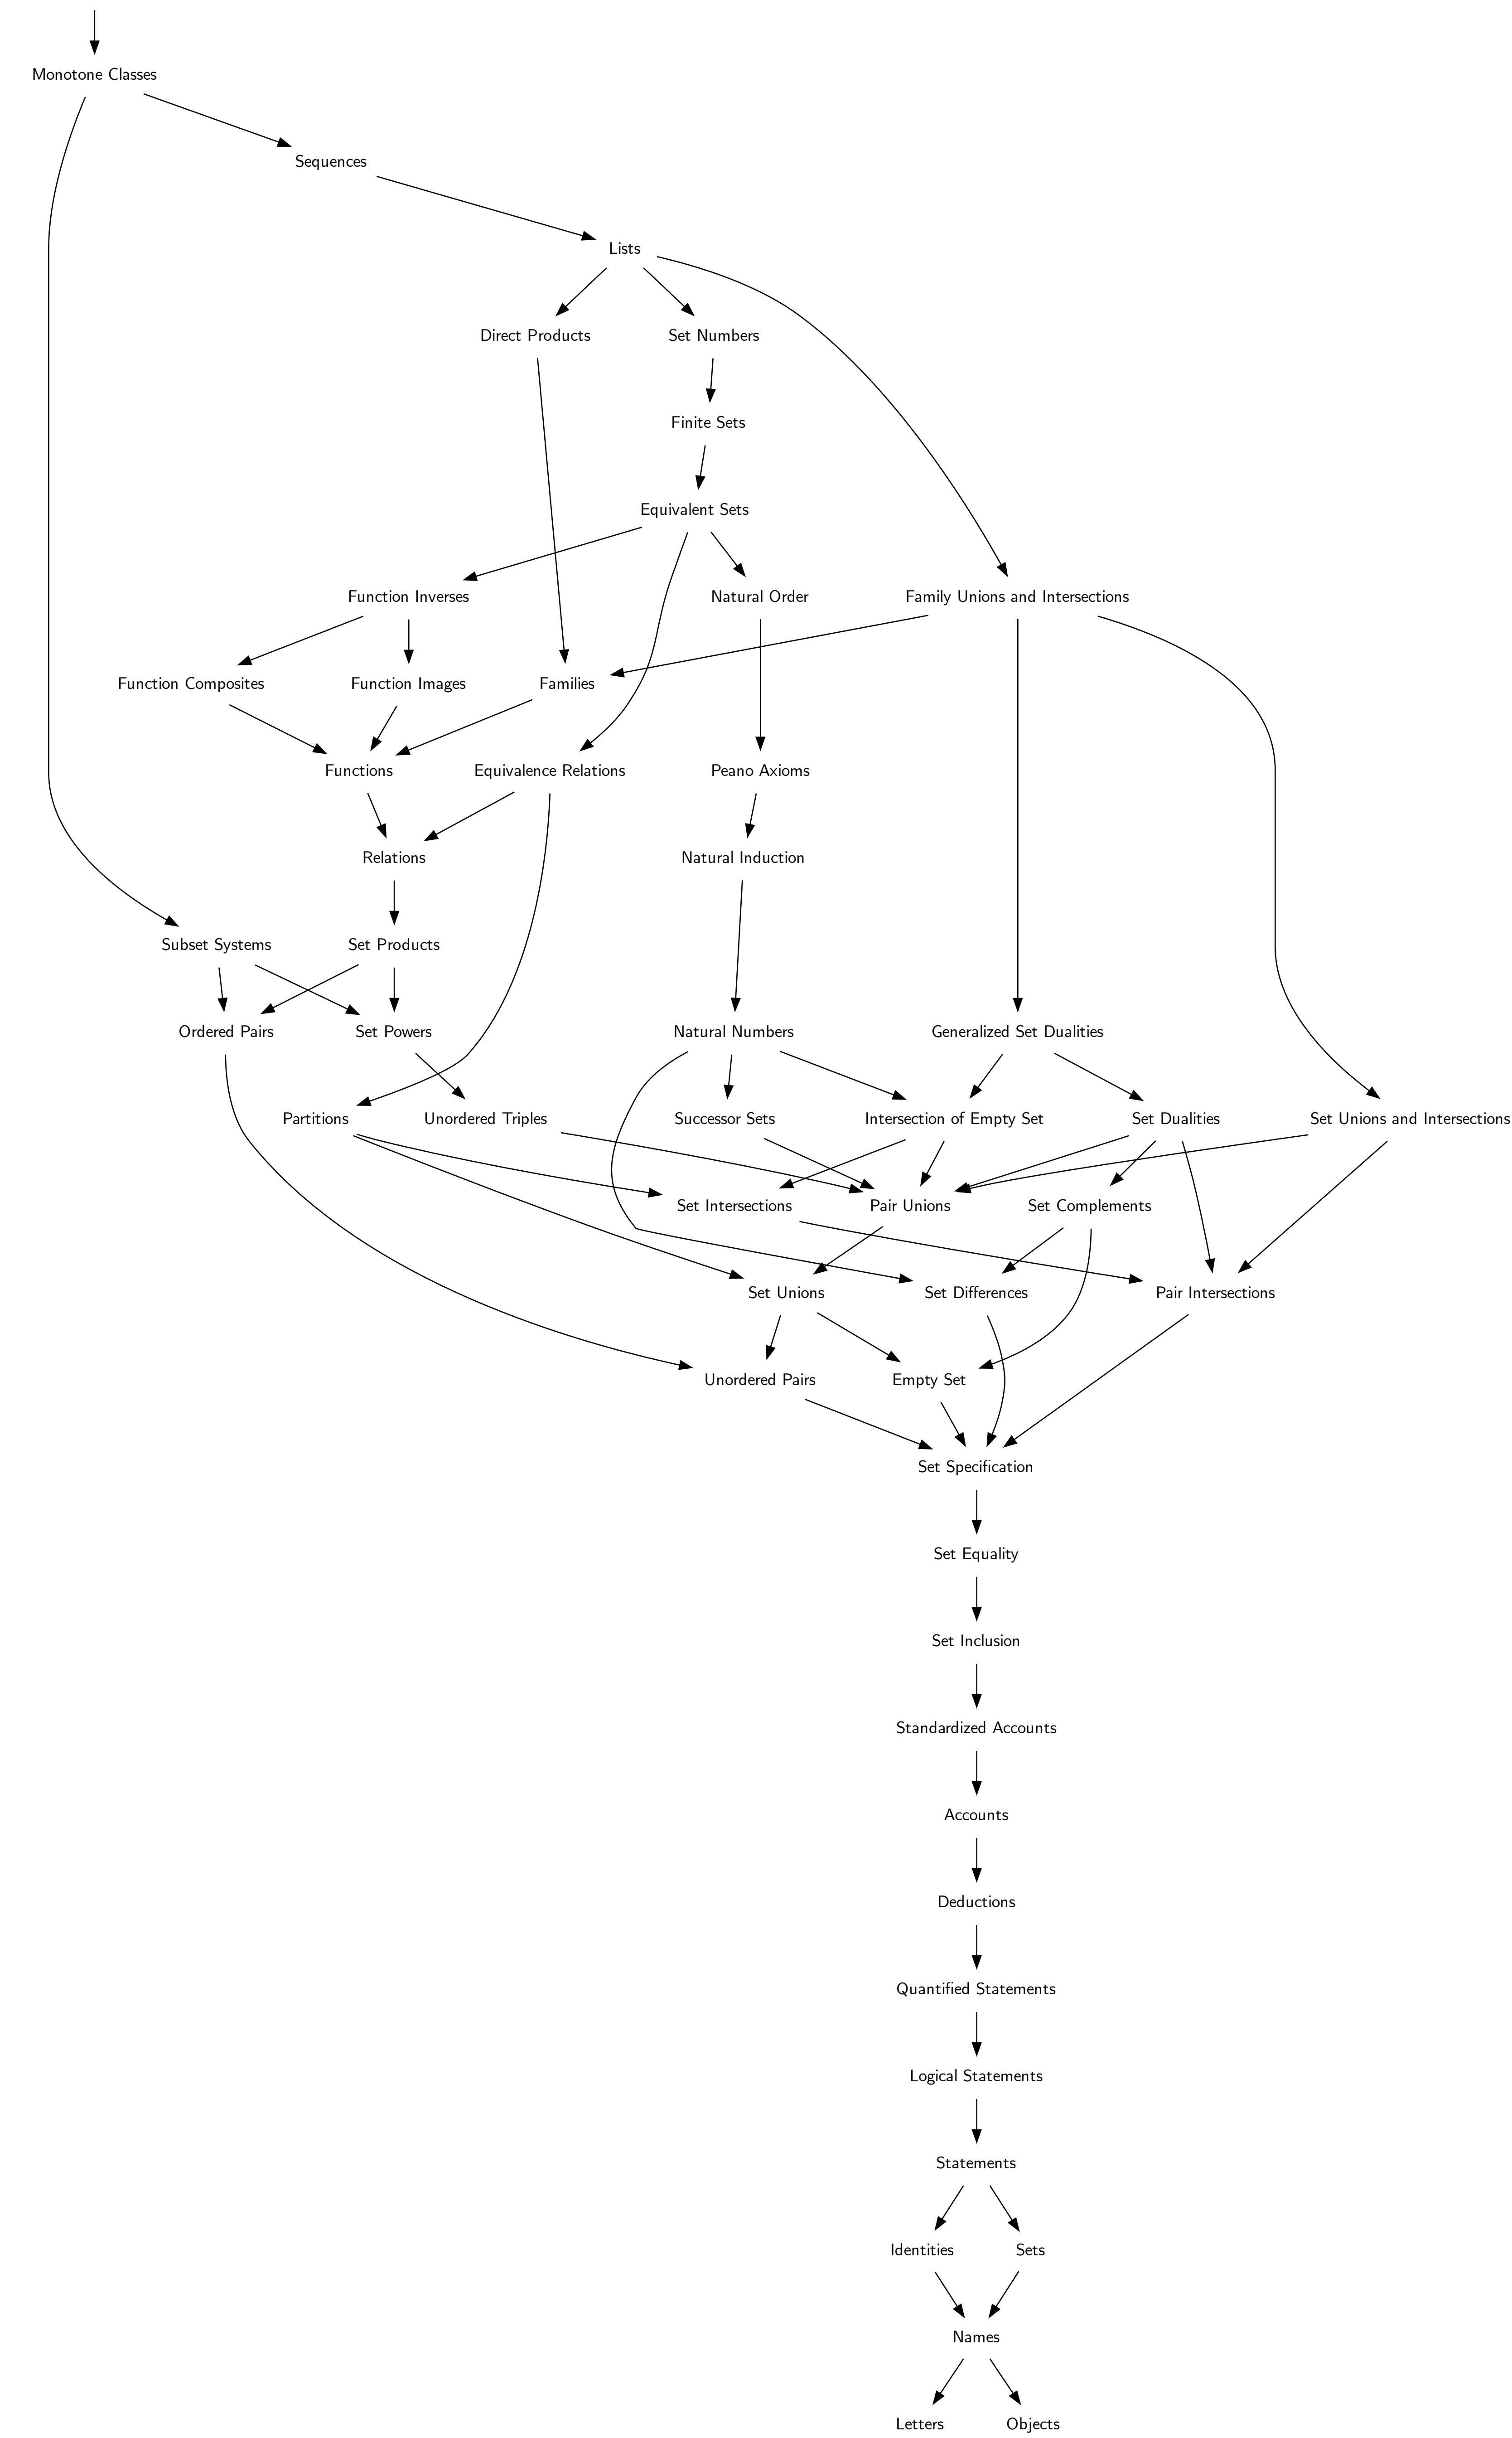 Monotone Classes
Sequences
Lists
Direct Products
Set Numbers
Finite Sets
Equivalent Sets
Function Inverses
Natural Order
Family Unions and Intersections
Function Composites
Function Images
Families
Functions
Equivalence Relations
Peano Axioms
Relations
Natural Induction
Subset Systems
Set Products
Ordered Pairs
Set Powers
Natural Numbers
Generalized Set Dualities
Partitions
Unordered Triples
Successor Sets
Intersection of Empty Set
Set Dualities
Set Unions and Intersections
Set Intersections
Pair Unions
Set Complements
Set Unions
Set Differences
Pair Intersections
Unordered Pairs
Empty Set
Set Specification
Set Equality
Set Inclusion
Standardized Accounts
Accounts
Deductions
Quantified Statements
Logical Statements
Statements
Identities
Sets
Names
Letters
Objects